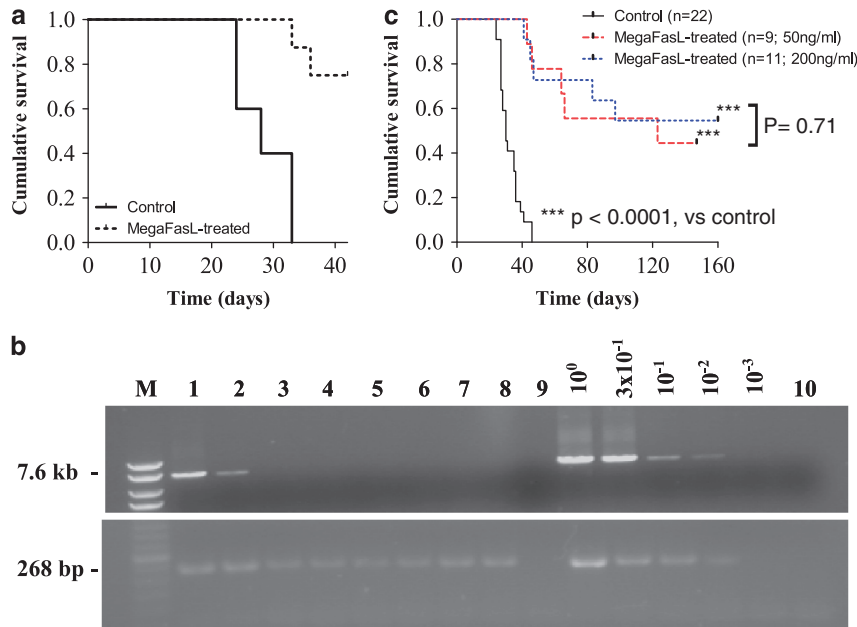 a
Cumulative survival
1.0
0.8
0.6
0.4
0.2
0.0
Control
MegaFasL-treated
0 10 20 30 40
Time (days)
c
Cumulative survival
1.0
0.8
0.6
0.4
0.2
0.0
Control (n=22)
MegaFasL-treated (n=9; 50ng/ml)
MegaFasL-treated (n=11; 200ng/ml)
***
***
P= 0.71
*** p < 0.0001, vs control
0 40 80 120 160
Time (days)
b
M 1 2 3 4 5 6 7 8 9 10⁰ 3x10⁻¹ 10⁻¹ 10⁻² 10⁻³ 10
7.6 kb -
268 bp -